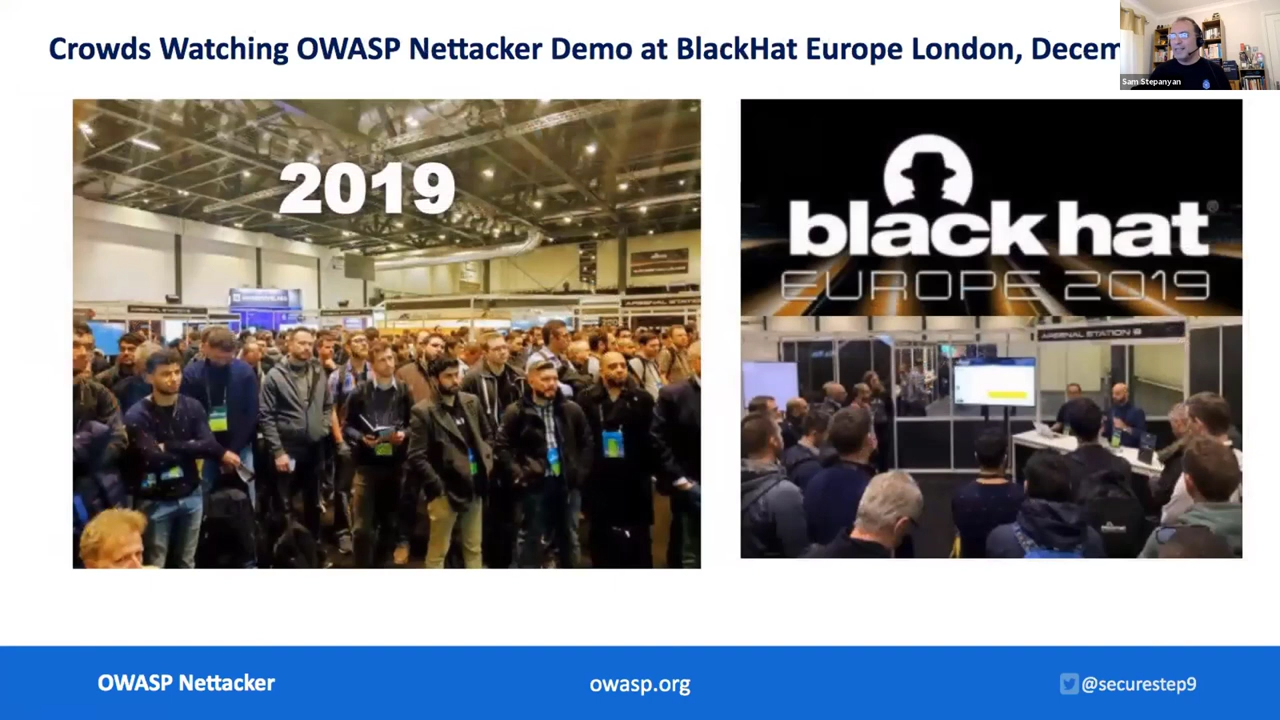 Crowds Watching OWASP Nettacker Demo at BlackHat Europe London, Decem
Sam Stepanyan
2019
black hat
EUROPE 2019
ARSENAL STATION 8
OWASP Nettacker
owasp.org
@securestep9